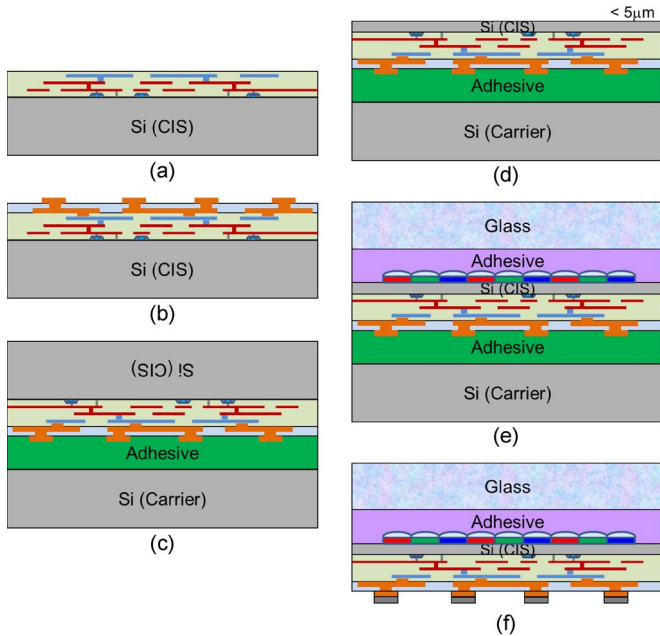 Si (CIS)
(a)
Si (CIS)
(b)
Si (CIS)
Adhesive
Si (Carrier)
(c)
< 5μm
Si (CIS)
Adhesive
Si (Carrier)
(d)
Glass
Adhesive
Si (CIS)
Adhesive
Si (Carrier)
(e)
Glass
Adhesive
Si (CIS)
(f)